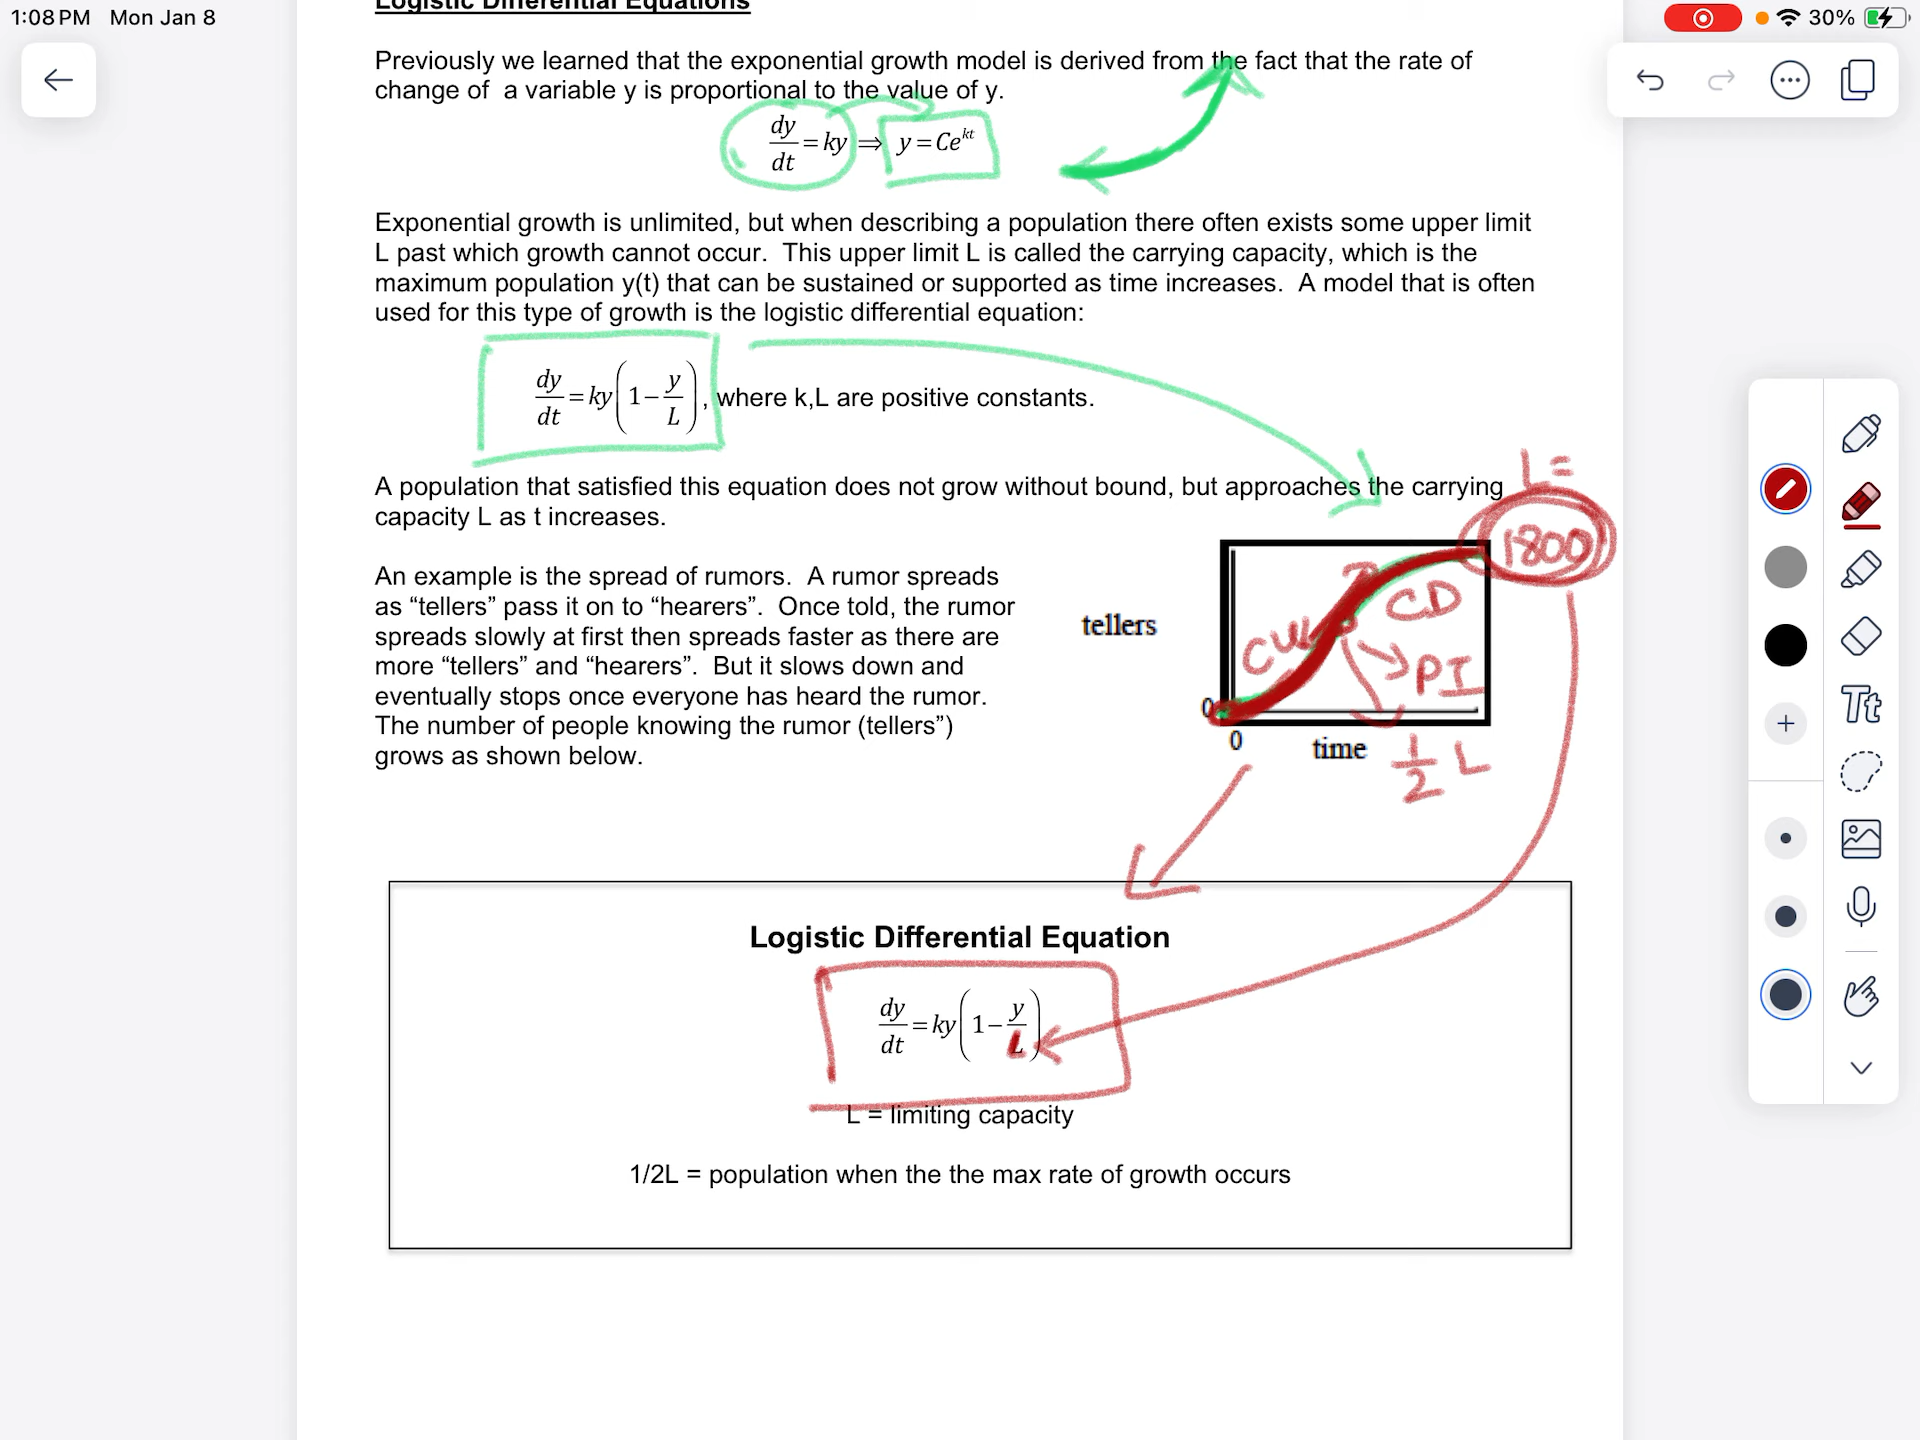 1:08 PM Mon Jan 8
30%
Logistic Differential Equations
Previously we learned that the exponential growth model is derived from the fact that the rate of
change of a variable y is proportional to the value of y.
dy/dt = ky ⇒ y = Ce^kt
Exponential growth is unlimited, but when describing a population there often exists some upper limit
L past which growth cannot occur. This upper limit L is called the carrying capacity, which is the
maximum population y(t) that can be sustained or supported as time increases. A model that is often
used for this type of growth is the logistic differential equation:
dy/dt = ky(1 − y/L), where k,L are positive constants.
A population that satisfied this equation does not grow without bound, but approaches the carrying
capacity L as t increases.
L =
1800
An example is the spread of rumors. A rumor spreads
as “tellers” pass it on to “hearers”. Once told, the rumor
spreads slowly at first then spreads faster as there are
more “tellers” and “hearers”. But it slows down and
eventually stops once everyone has heard the rumor.
The number of people knowing the rumor (tellers”)
grows as shown below.
tellers
CU
CD
PI
0
0
time
1/2 L
Logistic Differential Equation
dy/dt = ky(1 − y/L)
L = limiting capacity
1/2L = population when the the max rate of growth occurs
Tt